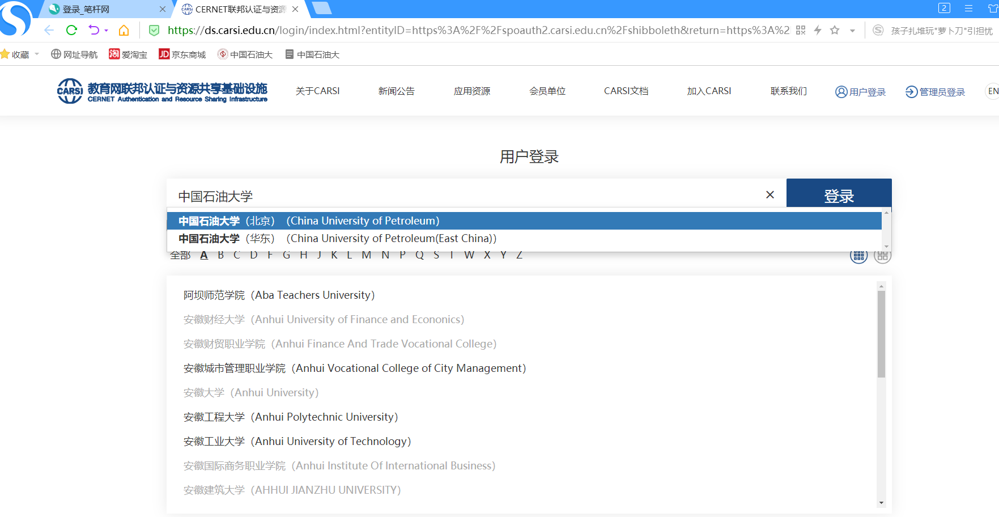 登录_笔杆网
CERNET联邦认证与资源
2
https://ds.carsi.edu.cn/login/index.html?entityID=https%3A%2F%2Fspoauth2.carsi.edu.cn%2Fshibboleth&return=https%3A%2
孩子扎堆玩"萝卜刀"引担忧
收藏
网址导航
淘 爱淘宝
JD 京东商城
中国石油大
中国石油大
CARSI 教育网联邦认证与资源共享基础设施
CERNET Authentication and Resource Sharing Infrastructure
关于CARSI
新闻公告
应用资源
会员单位
CARSI文档
加入CARSI
联系我们
用户登录
管理员登录
EN
用户登录
中国石油大学
登录
中国石油大学（北京）（China University of Petroleum）
中国石油大学（华东）（China University of Petroleum(East China)）
全部 A B C D F G H J K L M N P Q S T W X Y Z
阿坝师范学院（Aba Teachers University）
安徽财经大学（Anhui University of Finance and Econonics）
安徽财贸职业学院（Anhui Finance And Trade Vocational College）
安徽城市管理职业学院（Anhui Vocational College of City Management）
安徽大学（Anhui University）
安徽工程大学（Anhui Polytechnic University）
安徽工业大学（Anhui University of Technology）
安徽国际商务职业学院（Anhui Institute Of International Business）
安徽建筑大学（AHHUI JIANZHU UNIVERSITY）